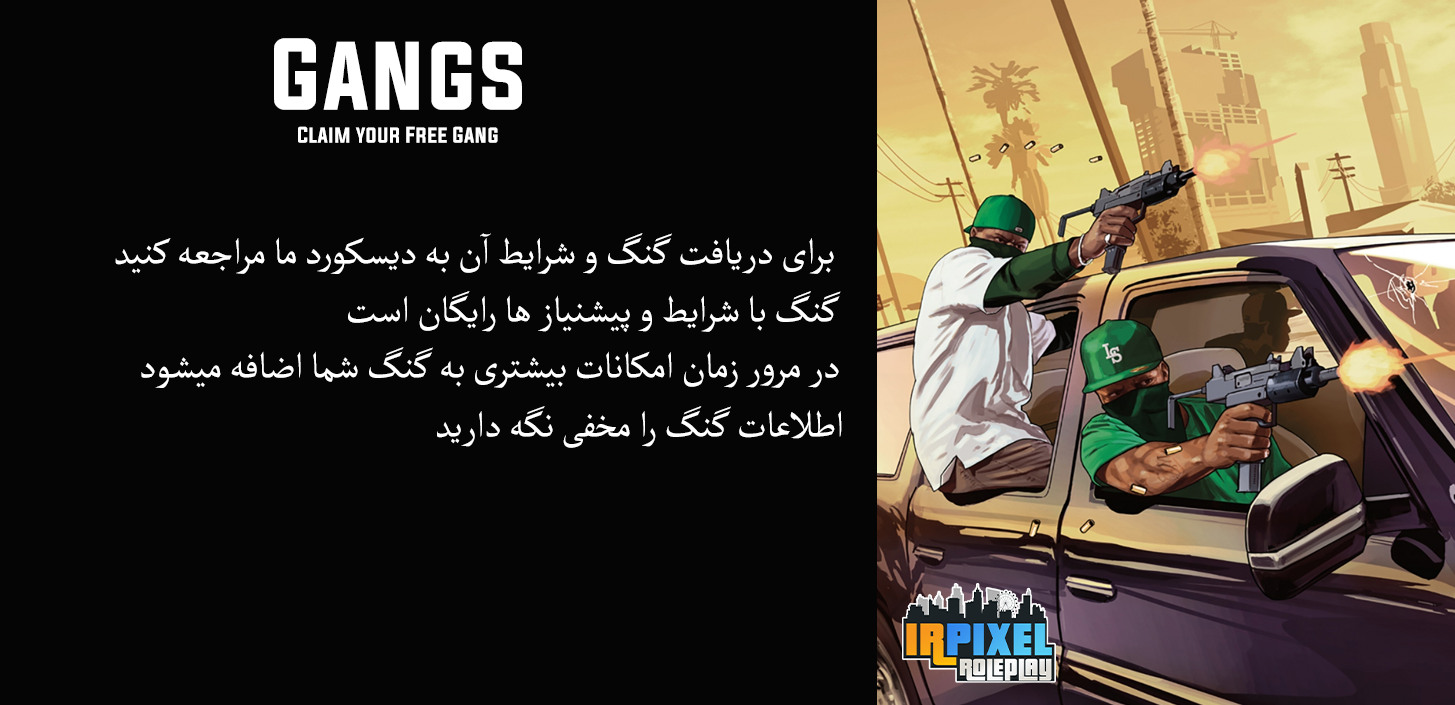 GANGS
CLAIM YOUR FREE GANG
برای دریافت گنگ و شرایط آن به دیسکورد ما مراجعه کنید
گنگ با شرایط و پیشنیاز ها رایگان است
در مرور زمان امکانات بیشتری به گنگ شما اضافه میشود
اطلاعات گنگ را مخفی نگه دارید
LS
IRPIXEL
ROLEPLAY